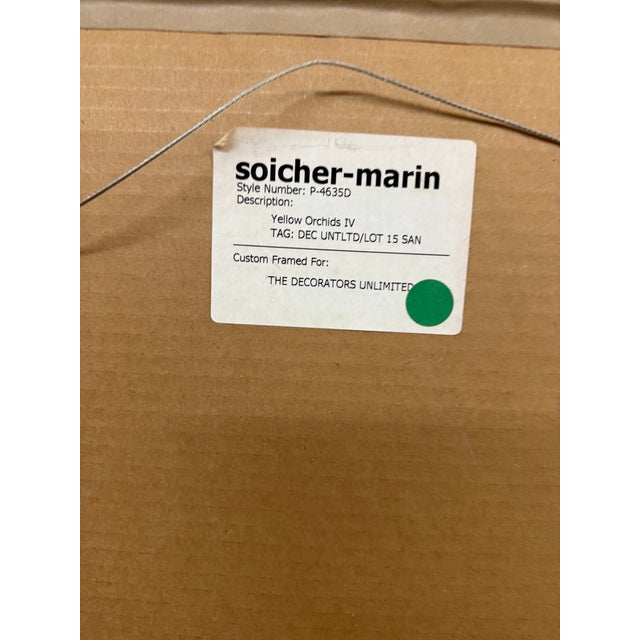 soicher-marin
Style Number: P-4635D
Description:
Yellow Orchids IV
TAG: DEC UNTLTD/LOT 15 SAN
Custom Framed For:
THE DECORATORS UNLIMITED